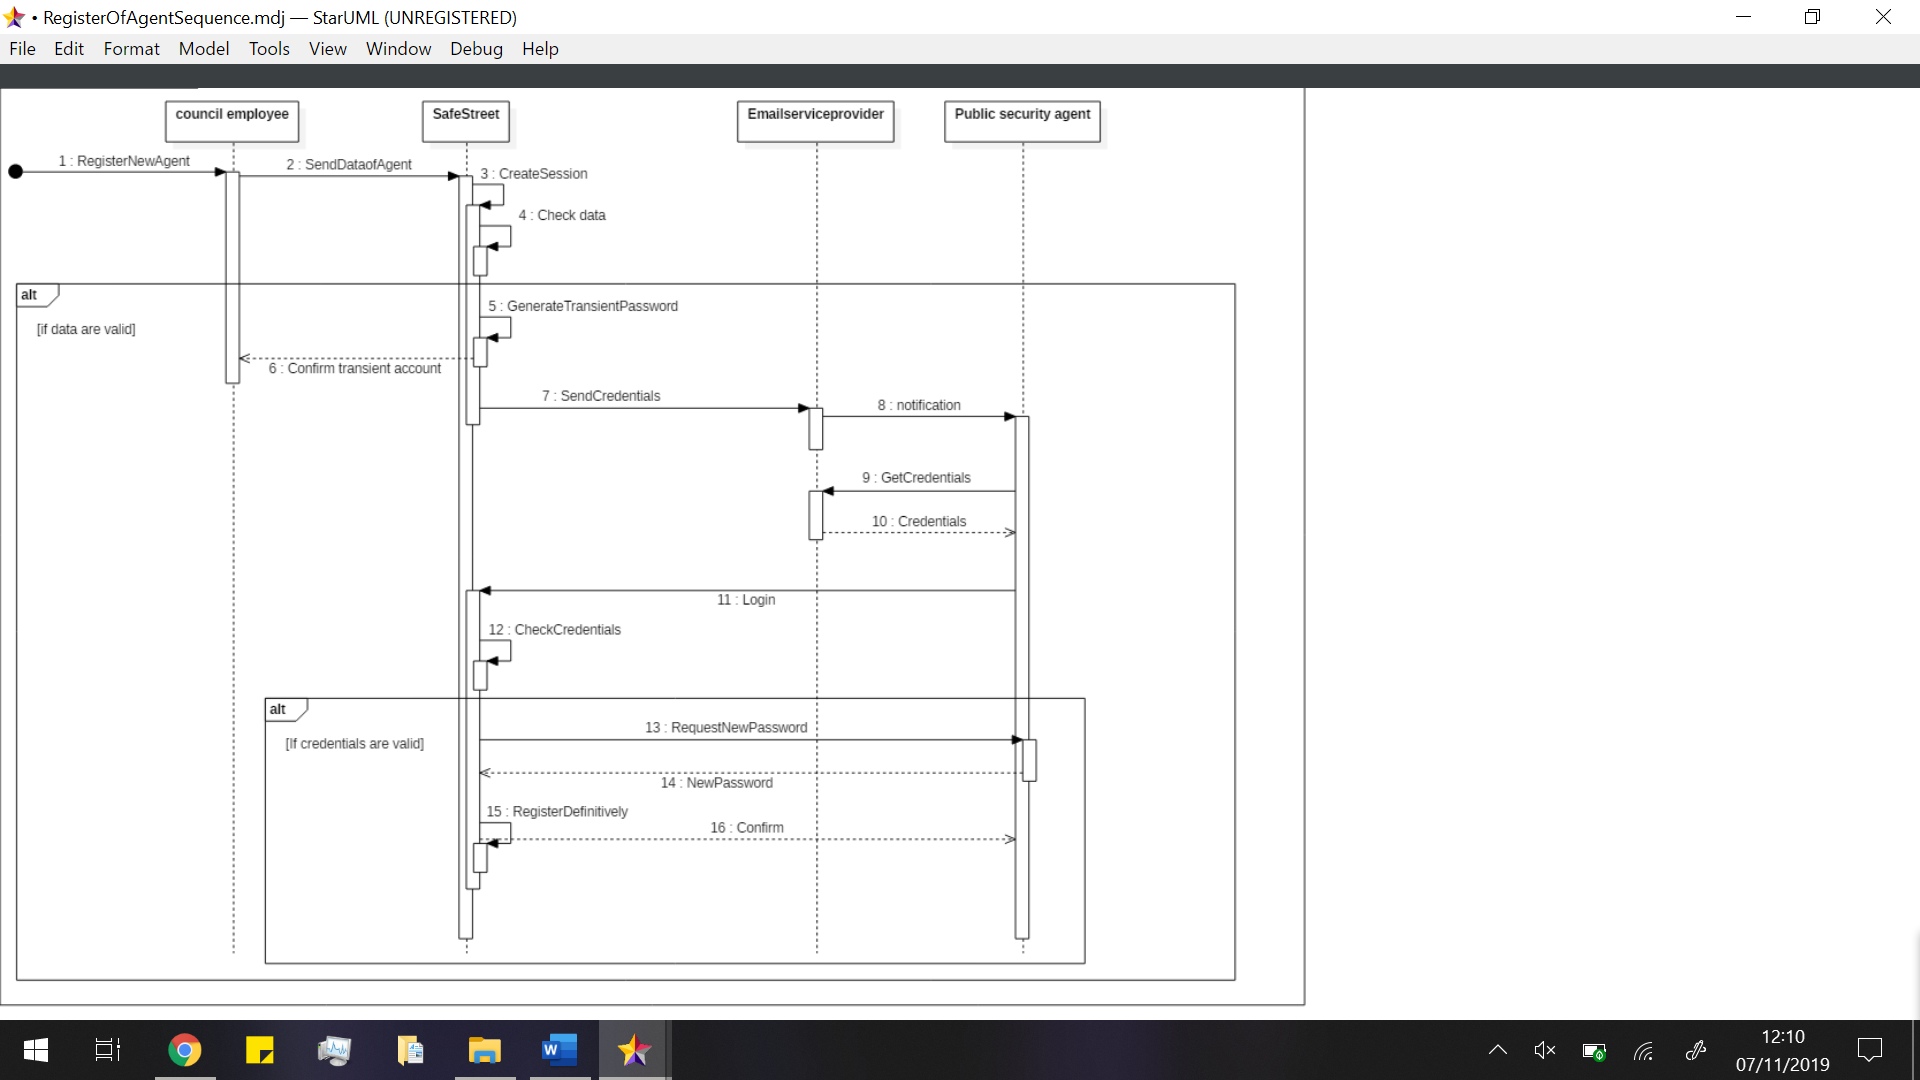 • RegisterOfAgentSequence.mdj — StarUML (UNREGISTERED)
File Edit Format Model Tools View Window Debug Help
council employee
SafeStreet
Emailserviceprovider
Public security agent
1 : RegisterNewAgent
2 : SendDataofAgent
3 : CreateSession
4 : Check data
alt
[if data are valid]
5 : GenerateTransientPassword
6 : Confirm transient account
7 : SendCredentials
8 : notification
9 : GetCredentials
10 : Credentials
11 : Login
12 : CheckCredentials
alt
[If credentials are valid]
13 : RequestNewPassword
14 : NewPassword
15 : RegisterDefinitively
16 : Confirm
W
12:10
07/11/2019